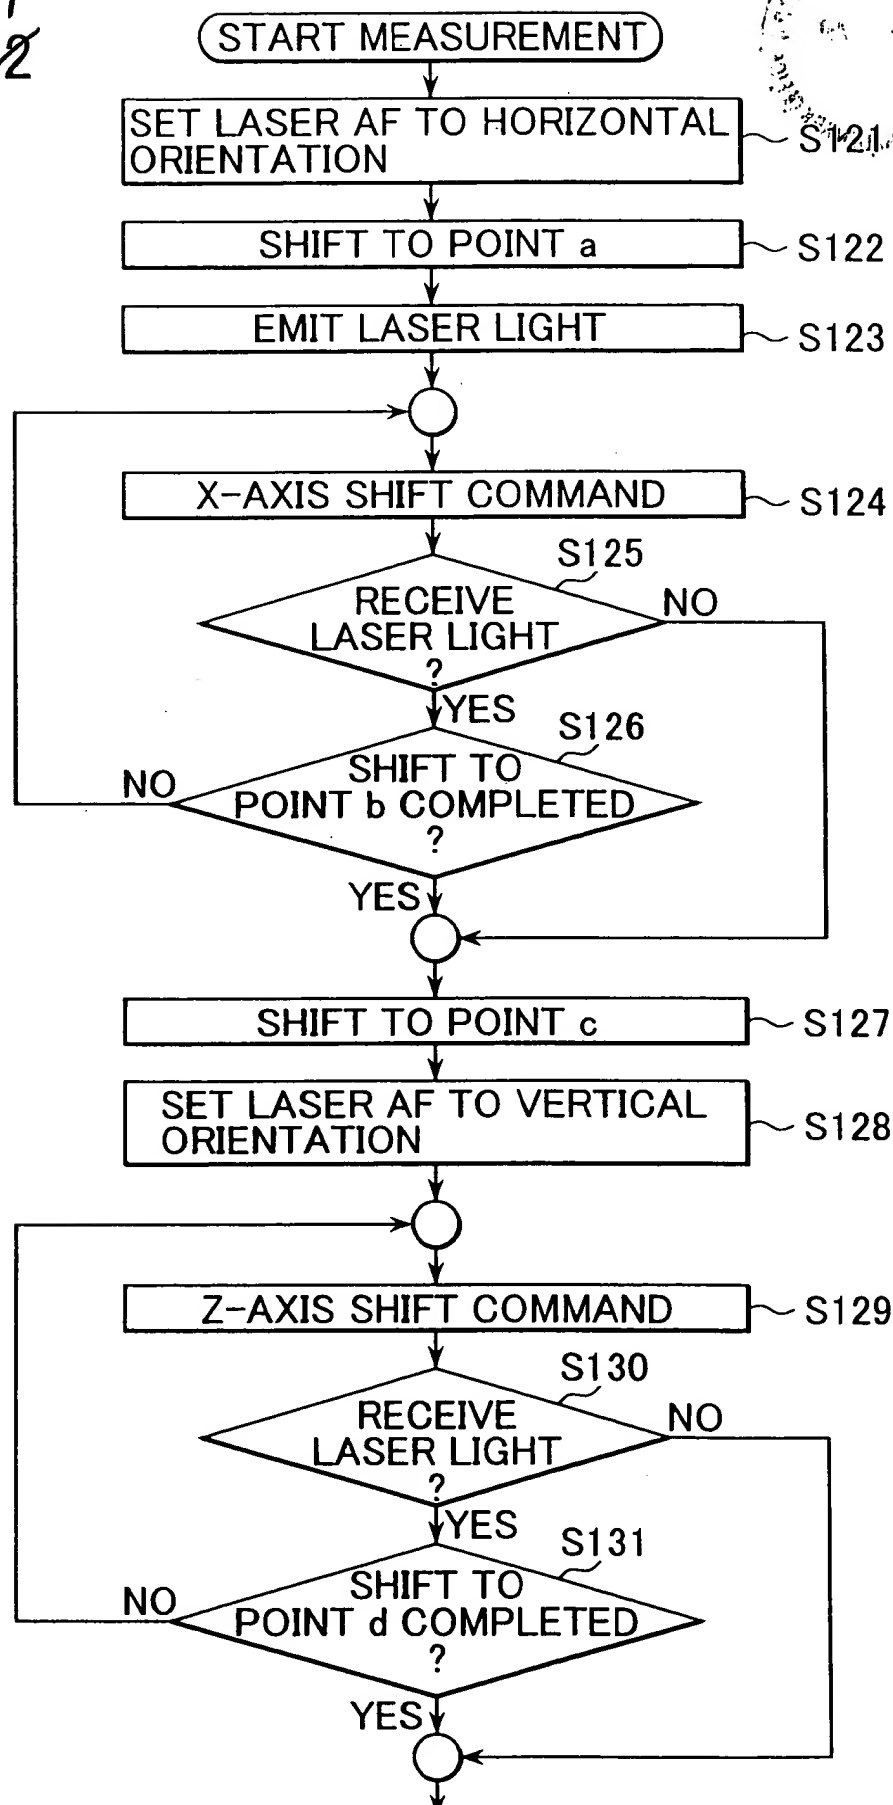 2
START MEASUREMENT
SET LASER AF TO HORIZONTAL
ORIENTATION
S121
SHIFT TO POINT a
S122
EMIT LASER LIGHT
S123
X-AXIS SHIFT COMMAND
S124
S125
RECEIVE
LASER LIGHT
?
NO
YES
S126
SHIFT TO
POINT b COMPLETED
?
NO
YES
SHIFT TO POINT c
S127
SET LASER AF TO VERTICAL
ORIENTATION
S128
Z-AXIS SHIFT COMMAND
S129
S130
RECEIVE
LASER LIGHT
?
NO
YES
S131
SHIFT TO
POINT d COMPLETED
?
NO
YES